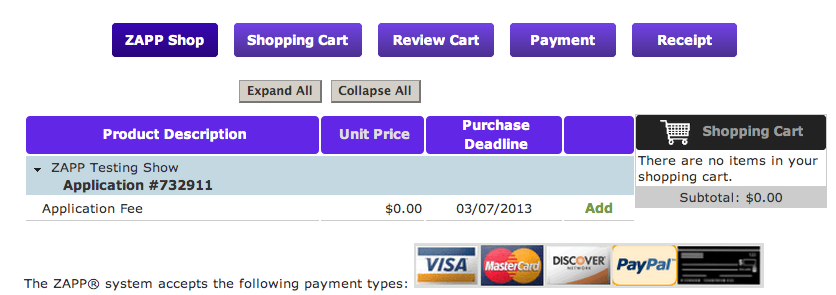 ZAPP Shop
Shopping Cart
Review Cart
Payment
Receipt
Expand All
Collapse All
Product Description
Unit Price
Purchase
Deadline
ZAPP Testing Show
Application #732911
Application Fee
$0.00
03/07/2013
Add
Shopping Cart
There are no items in your
shopping cart.
Subtotal: $0.00
The ZAPP® system accepts the following payment types:
VISA
MasterCard
DISCOVER
NETWORK
PayPal